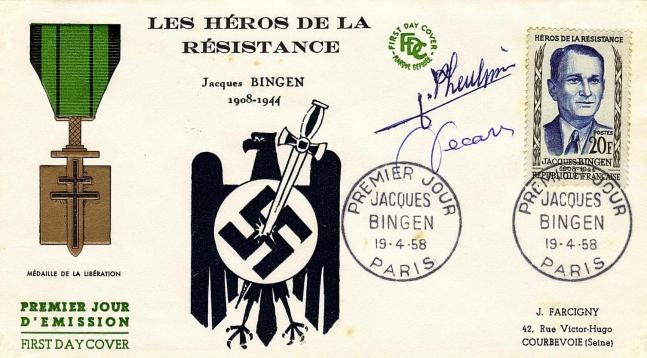 LES HÉROS DE LA
RÉSISTANCE
Jacques BINGEN
1908-1944
FIRST DAY COVER
FDC
MARQUE DÉPOSÉE
HÉROS DE LA RÉSISTANCE
POSTES
20F
JACQUES BINGEN
1908-1944
RÉPUBLIQUE FRANÇAISE
PREMIER JOUR
JACQUES
BINGEN
19-4-58
PARIS
PREMIER JOUR
JACQUES
BINGEN
19-4-58
PARIS
MÉDAILLE DE LA LIBÉRATION
PREMIER JOUR
D'ÉMISSION
FIRST DAY COVER
J. FARCIGNY
42, Rue Victor-Hugo
COURBEVOIE (Seine)